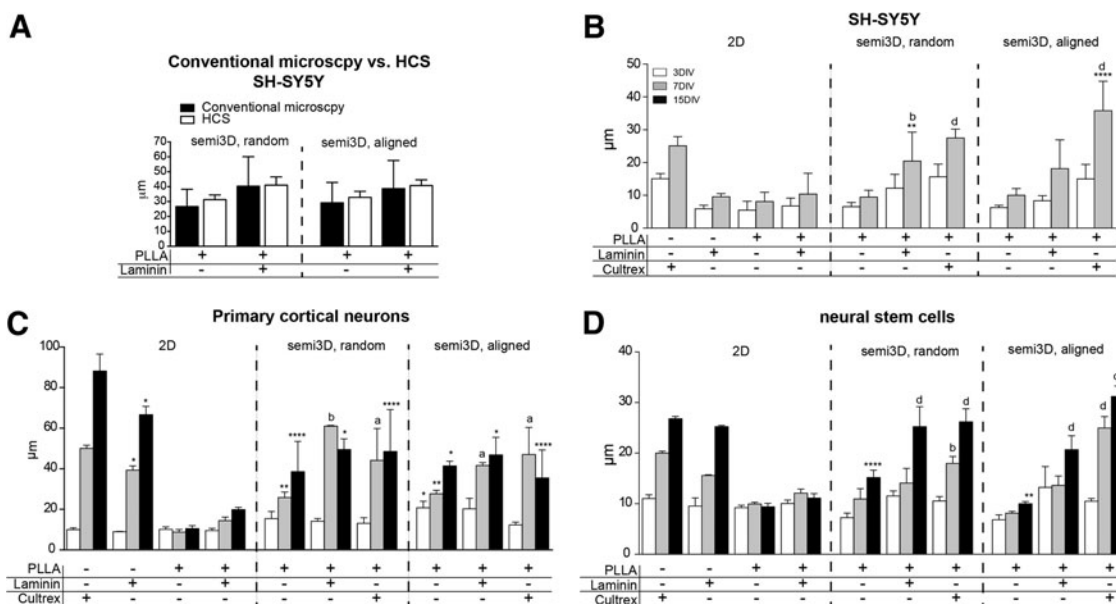 A
Conventional microscpy vs. HCS
SH-SY5Y
Conventional microscpy
HCS
semi3D, random semi3D, aligned
μm
70
60
50
40
30
20
10
0
PLLA + + + +
Laminin - + - +
B
SH-SY5Y
2D semi3D, random semi3D, aligned
3DIV
7DIV
15DIV
μm
50
40
30
20
10
0
b
**
d
d
****
PLLA - - + + + + + + + +
Laminin - + - + - + - - + -
Cultrex + - - - - - + - - +
C
Primary cortical neurons
2D semi3D, random semi3D, aligned
μm
100
80
60
40
20
0
* * ** **** b * a **** * ** * a * a ****
PLLA - - + + + + + + + +
Laminin - + - + - + - - + -
Cultrex + - - - - - + - - +
D
neural stem cells
2D semi3D, random semi3D, aligned
μm
40
30
20
10
0
**** d b d ** d d
PLLA - - + + + + + + + +
Laminin - + - + - + - - + -
Cultrex + - - - - - + - - +